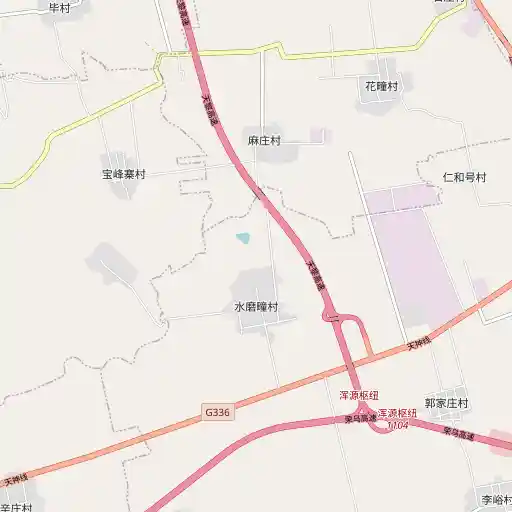 毕村
天黎高速
花疃村
天黎高速
麻庄村
宝峰寨村
仁和号村
天黎高速
水磨疃村
天神线
浑源枢纽
G336
郭家庄村
浑源枢纽
1104
荣乌高速
荣乌高速
天神线
辛庄村
李峪村